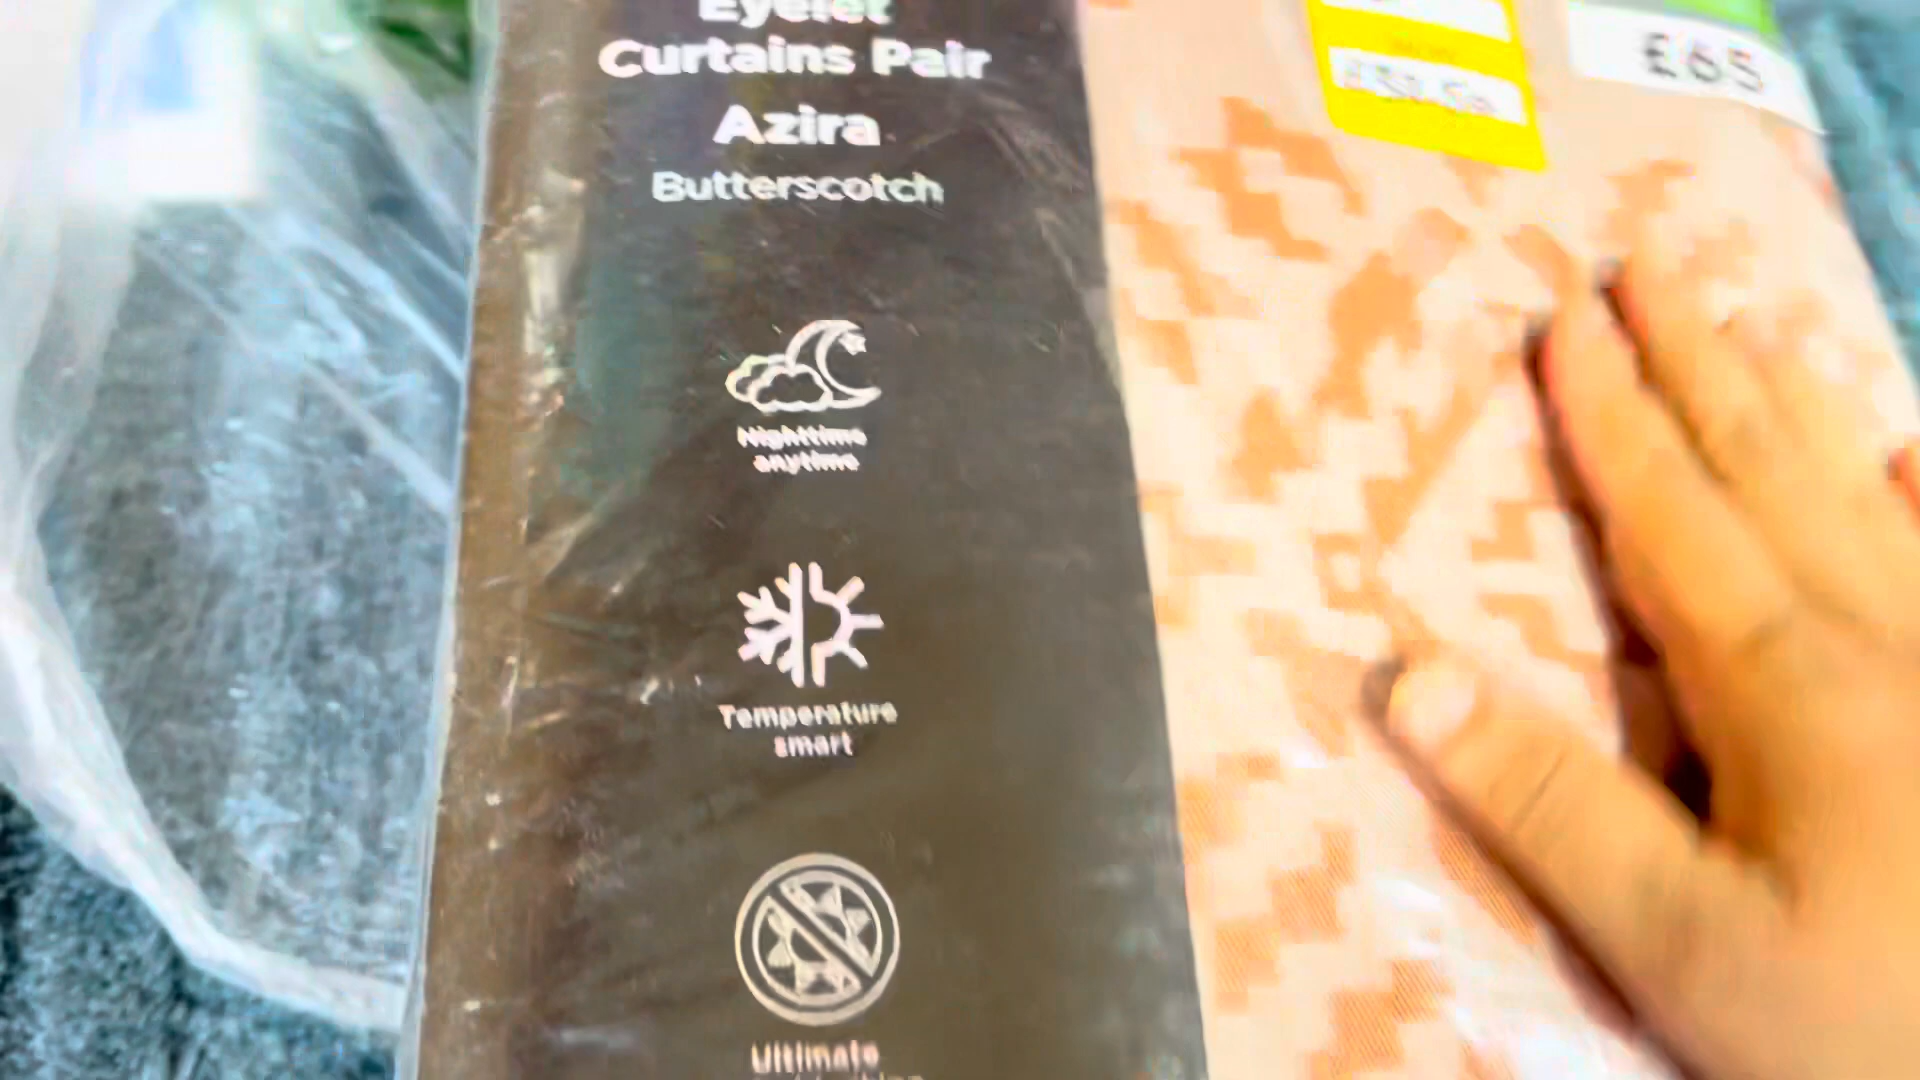 Eyelet
Curtains Pair
Azira
Butterscotch
£65
Nighttime
anytime
Temperature
smart
Ultimate